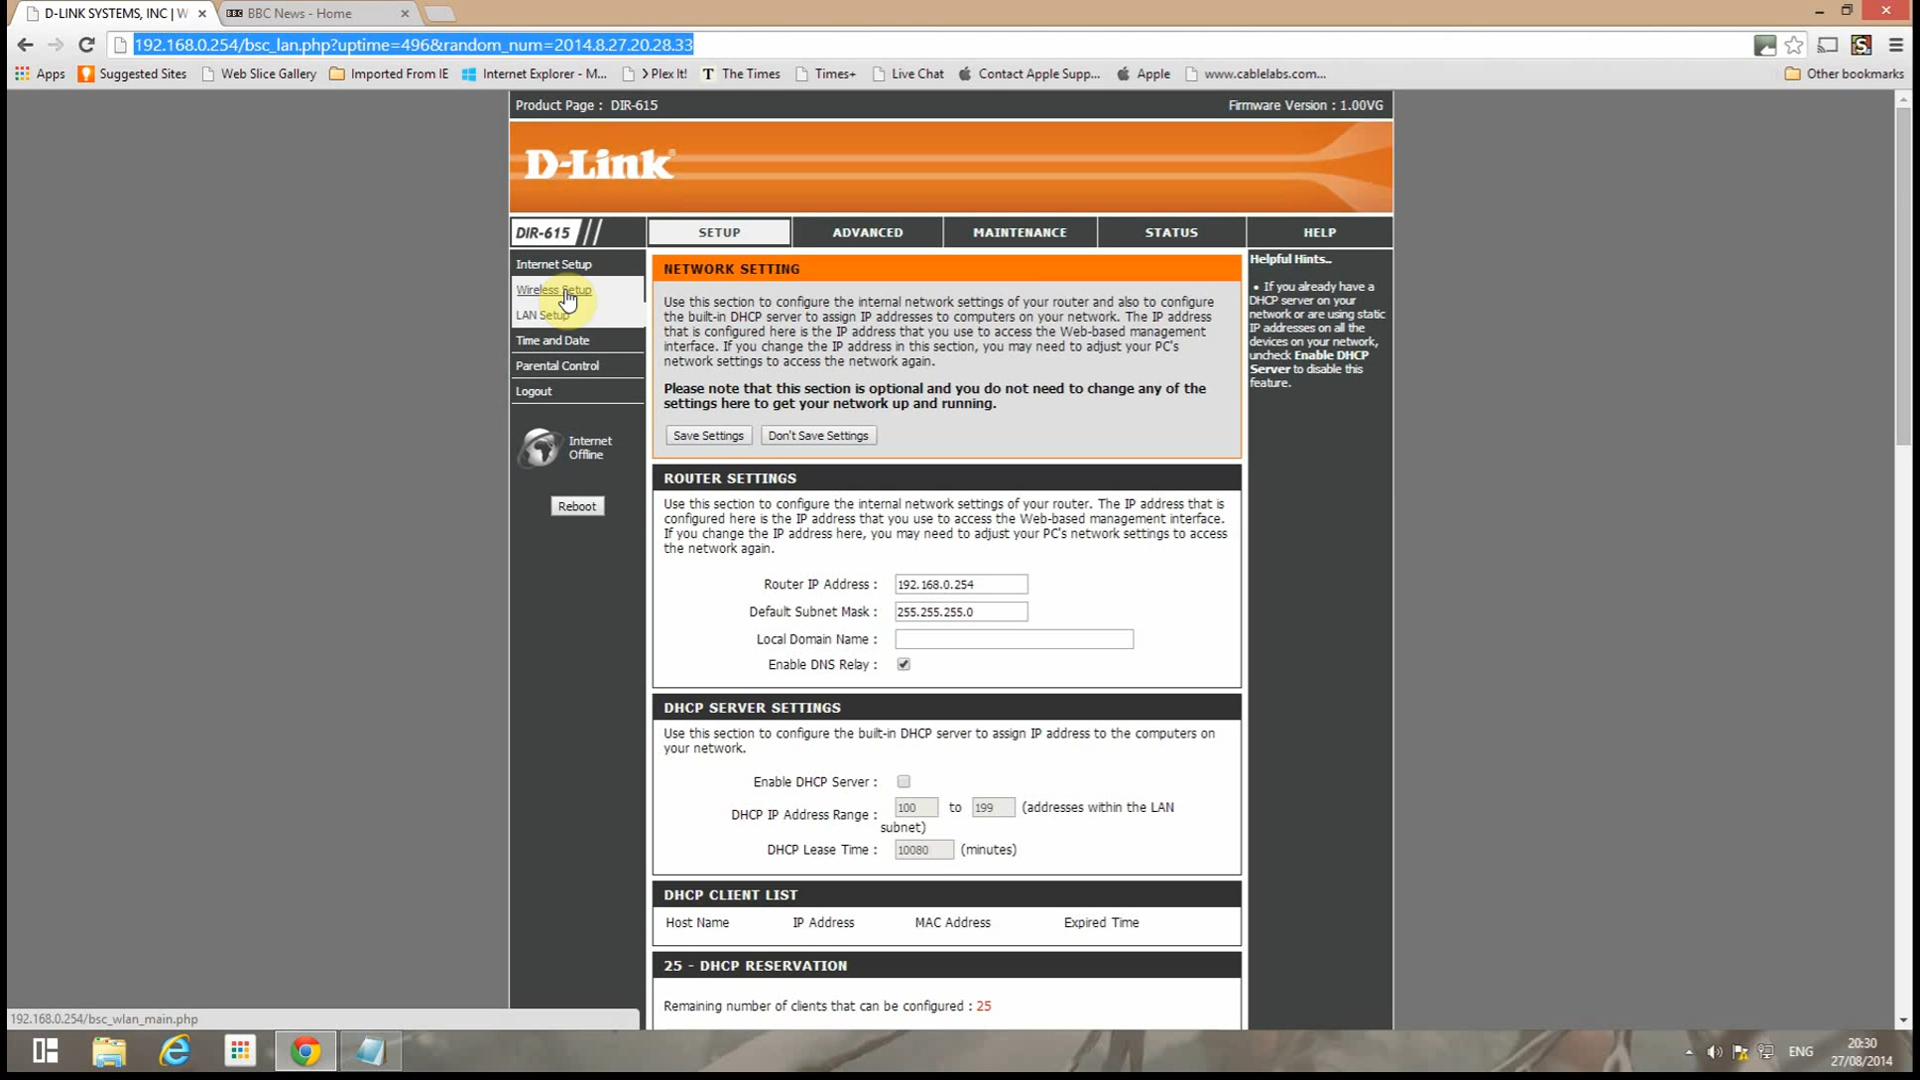 D-LINK SYSTEMS, INC | W
BBC News - Home
192.168.0.254/bsc_lan.php?uptime=496&random_num=2014.8.27.20.28.33
Apps
Suggested Sites
Web Slice Gallery
Imported From IE
Internet Explorer - M...
Plex It!
T The Times
Times+
Live Chat
Contact Apple Supp...
Apple
www.cablelabs.com...
Other bookmarks
Product Page : DIR-615
Firmware Version : 1.00VG
D-Link
DIR-615
SETUP
ADVANCED
MAINTENANCE
STATUS
HELP
Internet Setup
Wireless Setup
LAN Setup
Time and Date
Parental Control
Logout
Internet
Offline
Reboot
NETWORK SETTING
Use this section to configure the internal network settings of your router and also to configure
the built-in DHCP server to assign IP addresses to computers on your network. The IP address
that is configured here is the IP address that you use to access the Web-based management
interface. If you change the IP address in this section, you may need to adjust your PC's
network settings to access the network again.
Please note that this section is optional and you do not need to change any of the
settings here to get your network up and running.
Save Settings
Don't Save Settings
ROUTER SETTINGS
Use this section to configure the internal network settings of your router. The IP address that is
configured here is the IP address that you use to access the Web-based management interface.
If you change the IP address here, you may need to adjust your PC's network settings to access
the network again.
Router IP Address : 192.168.0.254
Default Subnet Mask : 255.255.255.0
Local Domain Name :
Enable DNS Relay :
DHCP SERVER SETTINGS
Use this section to configure the built-in DHCP server to assign IP address to the computers on
your network.
Enable DHCP Server :
DHCP IP Address Range : 100 to 199 (addresses within the LAN
subnet)
DHCP Lease Time : 10080 (minutes)
DHCP CLIENT LIST
Host Name IP Address MAC Address Expired Time
25 - DHCP RESERVATION
Remaining number of clients that can be configured : 25
Helpful Hints..
• If you already have a
DHCP server on your
network or are using static
IP addresses on all the
devices on your network,
uncheck Enable DHCP
Server to disable this
feature.
192.168.0.254/bsc_wlan_main.php
ENG
20:30
27/08/2014